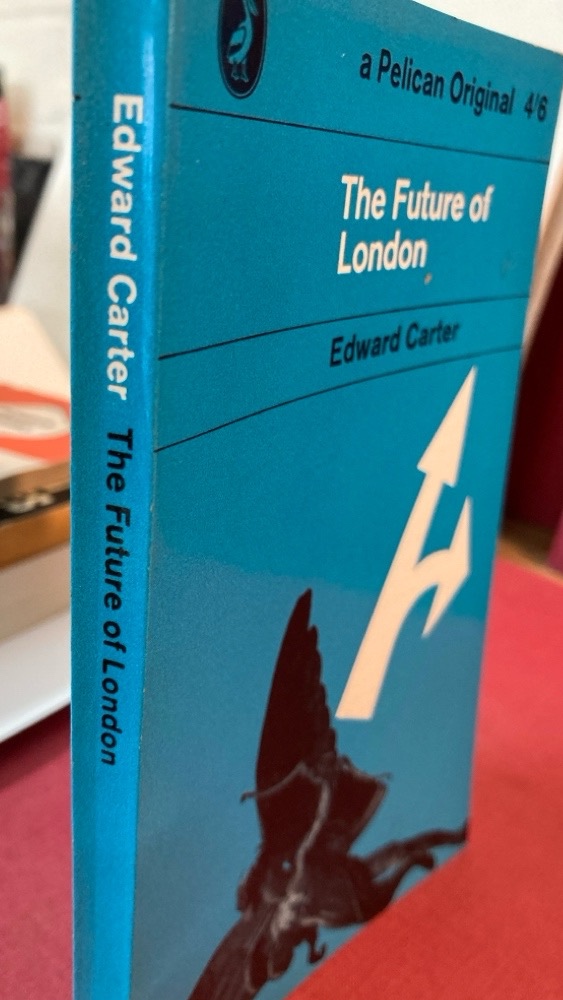 Edward Carter The Future of London
a Pelican Original 4'6
The Future of
London
Edward Carter